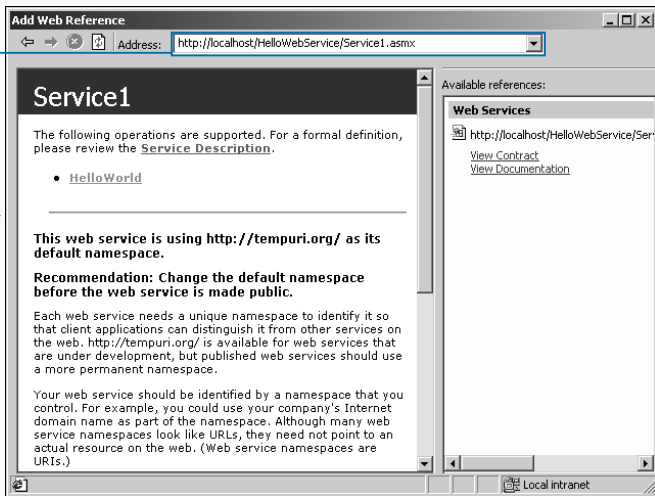 Add Web Reference
Address: http://localhost/HelloWebService/Service1.asmx
Service1
The following operations are supported. For a formal definition,
please review the Service Description.
• HelloWorld
This web service is using http://tempuri.org/ as its
default namespace.
Recommendation: Change the default namespace
before the web service is made public.
Each web service needs a unique namespace to identify it so
that client applications can distinguish it from other services on
the web. http://tempuri.org/ is available for web services that
are under development, but published web services should use
a more permanent namespace.
Your web service should be identified by a namespace that you
control. For example, you could use your company's Internet
domain name as part of the namespace. Although many web
service namespaces look like URLs, they need not point to an
actual resource on the web. (Web service namespaces are
URIs.)
Available references:
Web Services
http://localhost/HelloWebService/Ser
View Contract
View Documentation
Local intranet